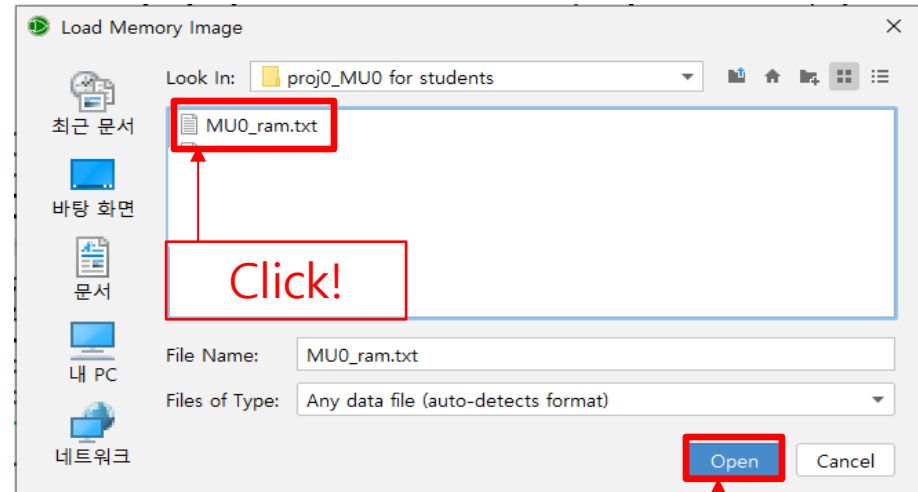 Load Memory Image
Look In: proj0_MU0 for students
최근 문서
바탕 화면
문서
내 PC
네트워크
MU0_ram.txt
Click!
File Name: MU0_ram.txt
Files of Type: Any data file (auto-detects format)
Open Cancel